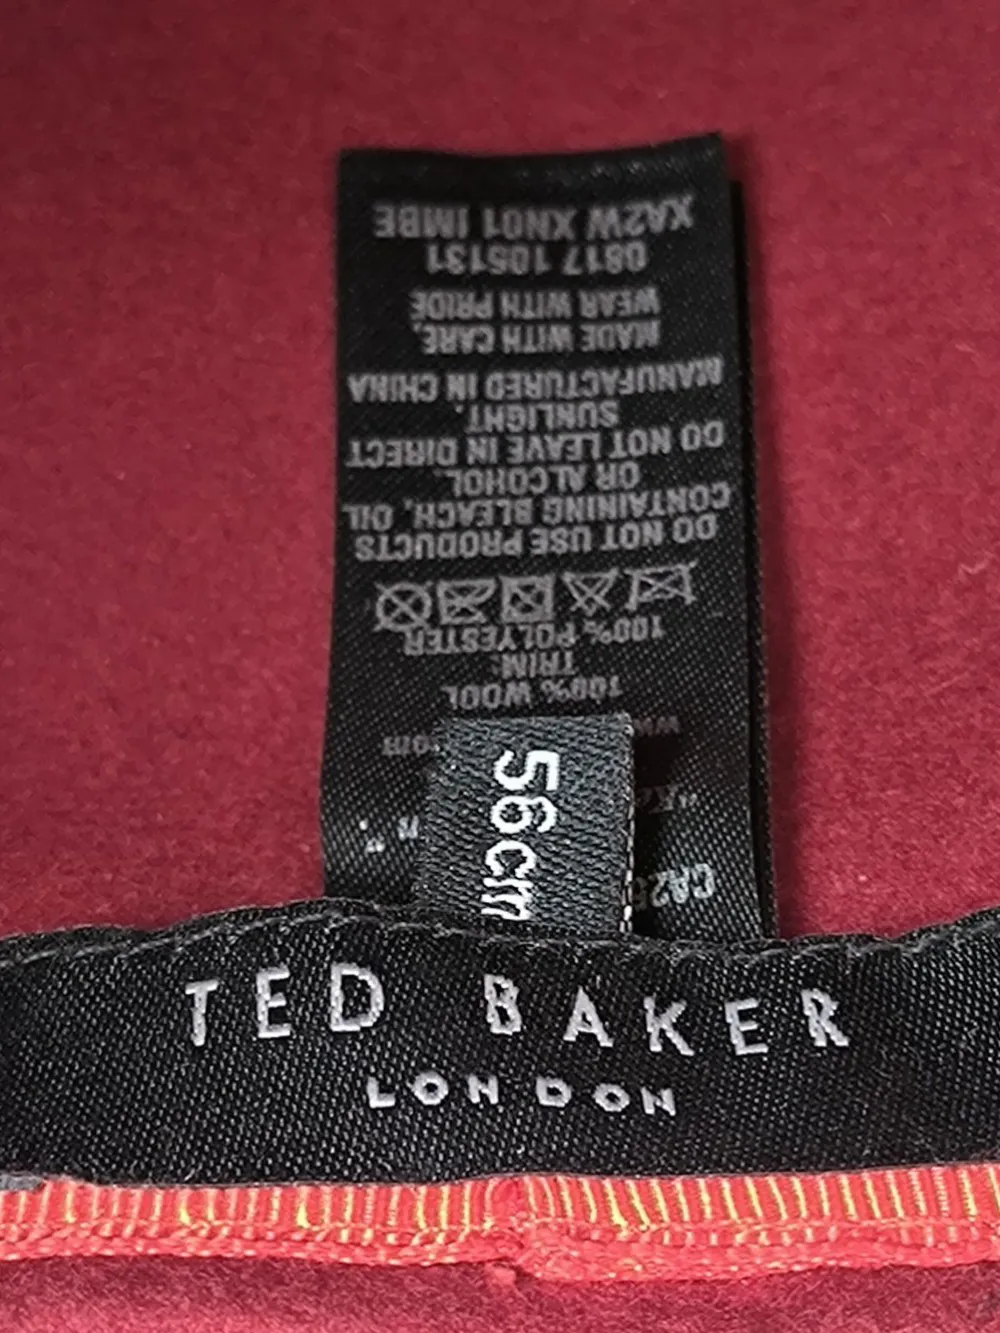 TED BAKER
LONDON
56cm
100% WOOL
TRIM:
100% POLYESTER
DO NOT USE PRODUCTS
CONTAINING BLEACH, OIL
OR ALCOHOL
DO NOT LEAVE IN DIRECT
SUNLIGHT.
MANUFACTURED IN CHINA
MADE WITH CARE,
WEAR WITH PRIDE
0817 105131
XA2W XN01 IMBE